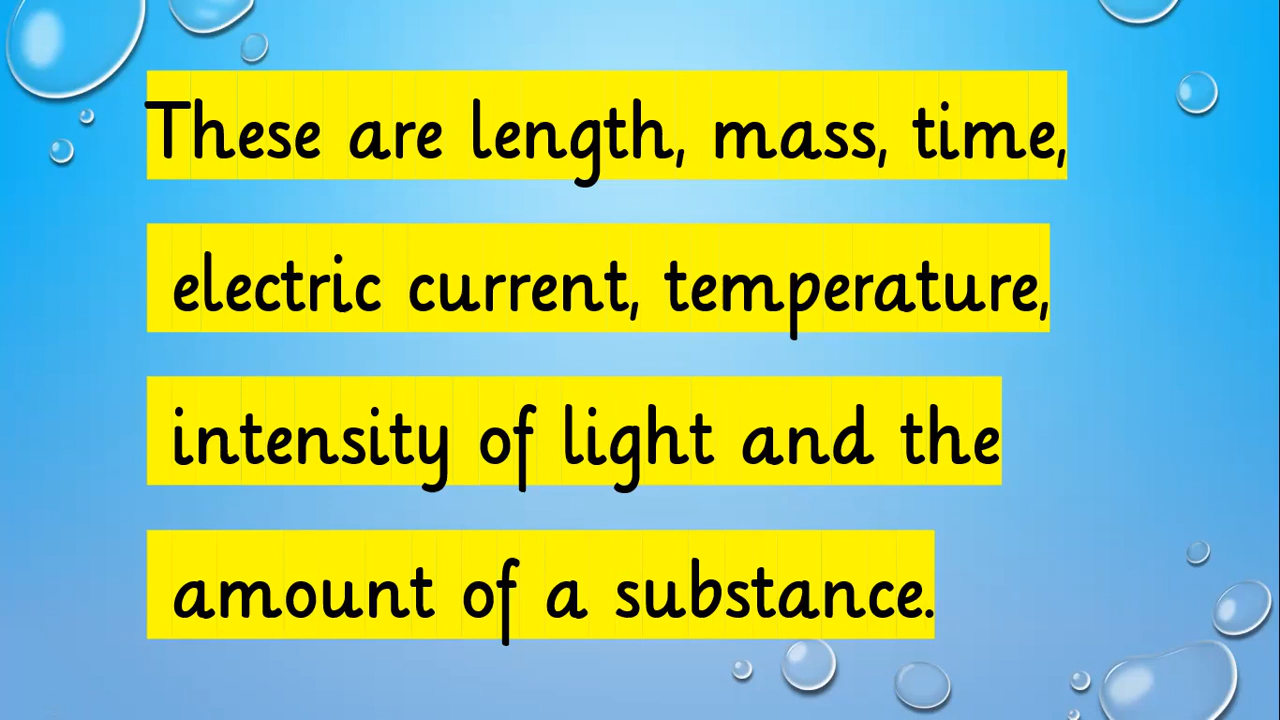 These are length, mass, time,
electric current, temperature,
intensity of light and the
amount of a substance.